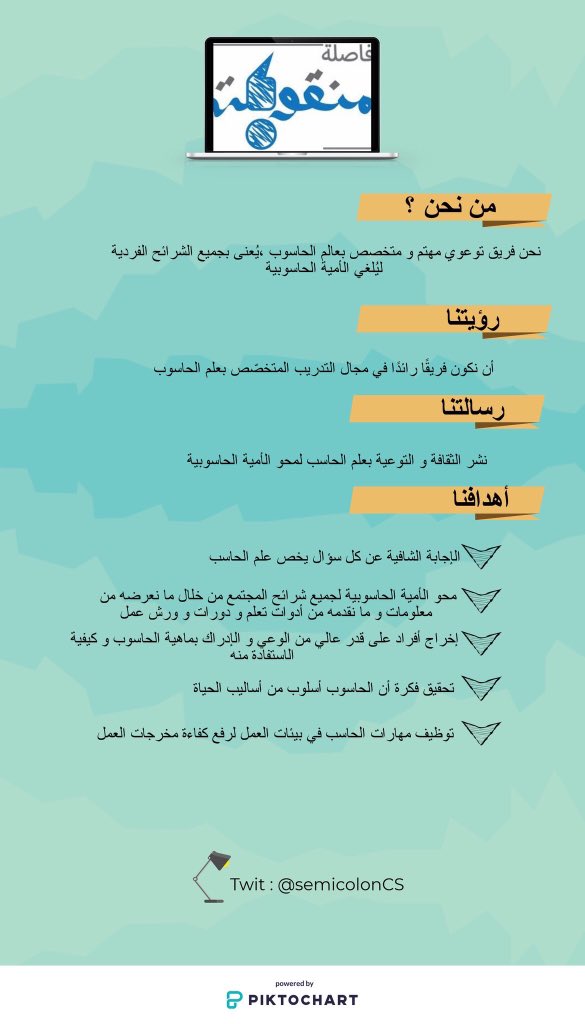 فاصلة
منقوطة
من نحن ؟
نحن فريق توعوي مهتم و متخصص بعالم الحاسوب ،يُعنى بجميع الشرائح الفردية
ليُلغي الأمية الحاسوبية
رؤيتنا
أن نكون فريقًا رائدًا في مجال التدريب المتخصّص بعلم الحاسوب
رسالتنا
نشر الثقافة و التوعية بعلم الحاسب لمحو الأمية الحاسوبية
أهدافنا
الإجابة الشافية عن كل سؤال يخص علم الحاسب
محو الأمية الحاسوبية لجميع شرائح المجتمع من خلال ما نعرضه من
معلومات و ما نقدمه من أدوات تعلم و دورات و ورش عمل
إخراج أفراد على قدر عالي من الوعي و الإدراك بماهية الحاسوب و كيفية
الاستفادة منه
تحقيق فكرة أن الحاسوب أسلوب من أساليب الحياة
توظيف مهارات الحاسب في بيئات العمل لرفع كفاءة مخرجات العمل
Twit : @semicolonCS
powered by
PIKTOCHART